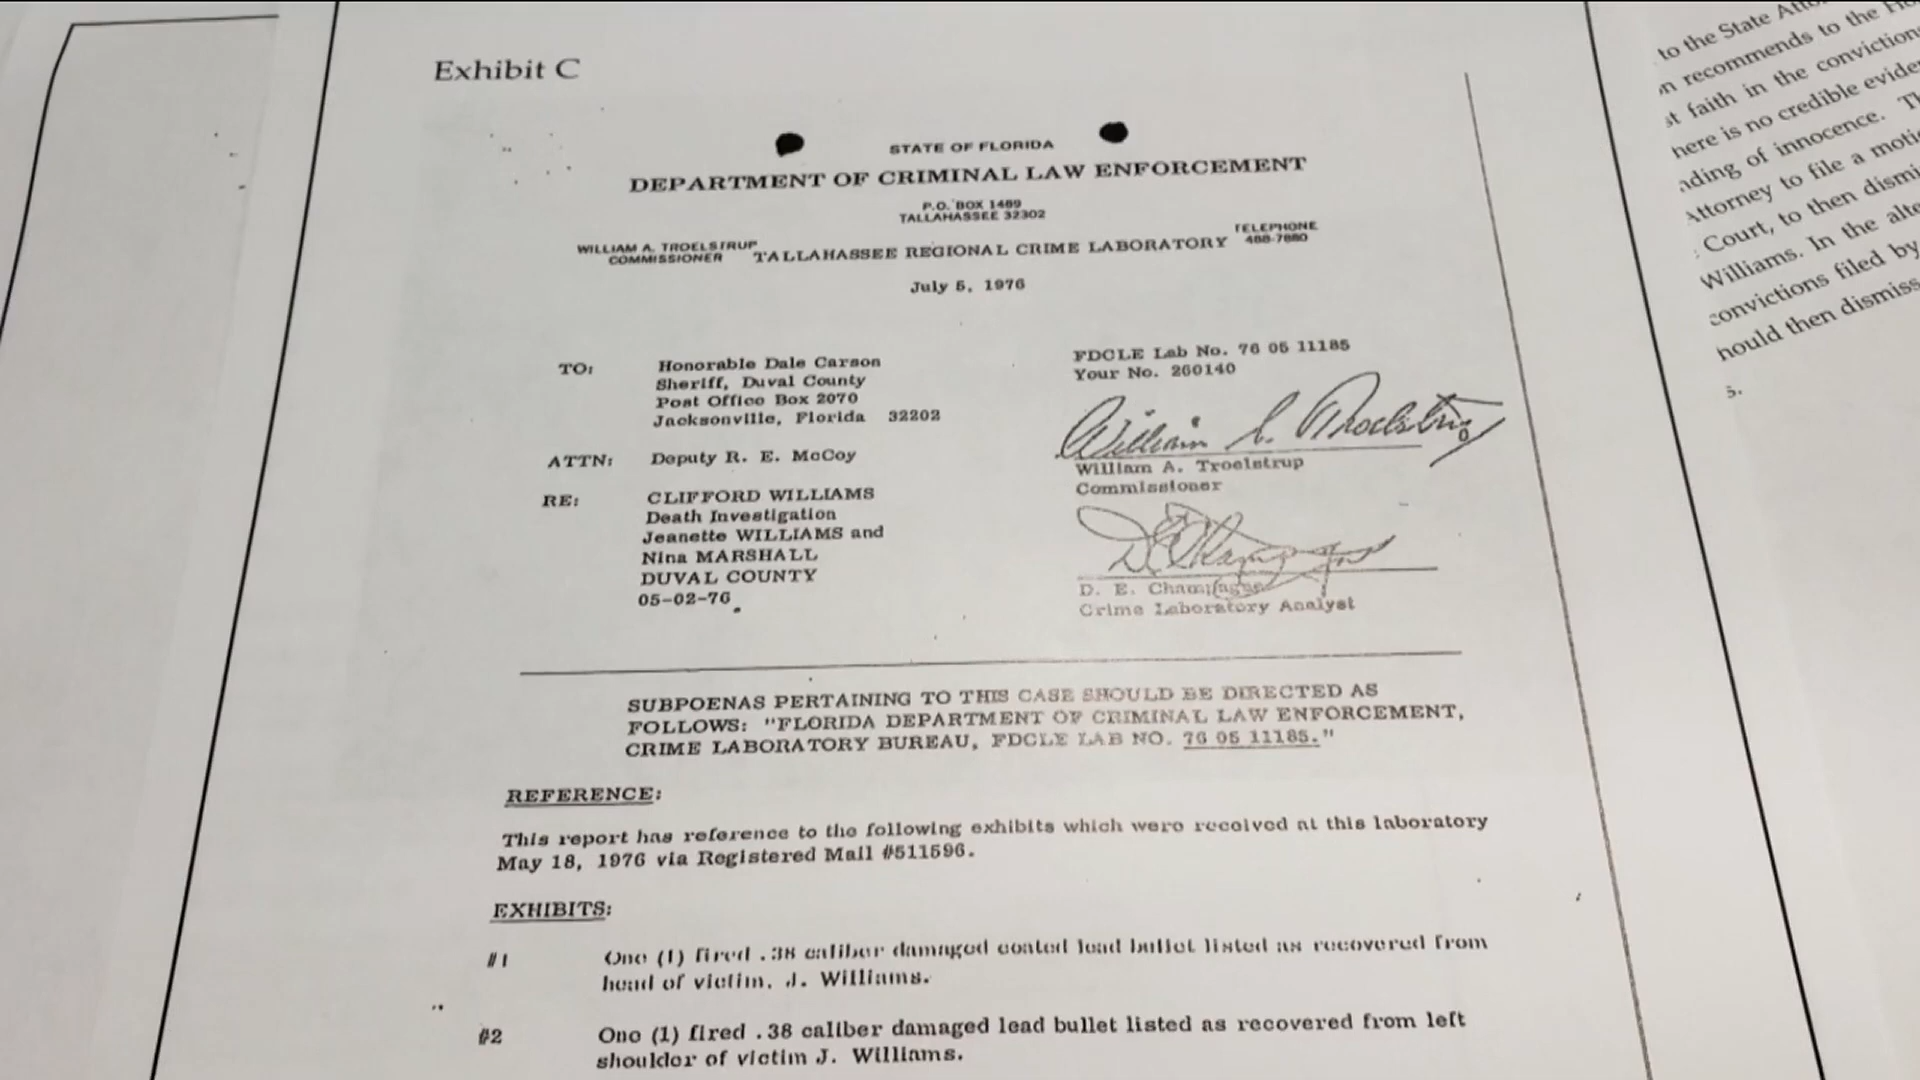 Exhibit C
STATE OF FLORIDA
DEPARTMENT OF CRIMINAL LAW ENFORCEMENT
P.O. BOX 1489
TALLAHASSEE 32302
WILLIAM A. TROELSTRUP
COMMISSIONER
TALLAHASSEE REGIONAL CRIME LABORATORY
TELEPHONE
488-7880
July 5, 1976
TO: Honorable Dale Carson
Sheriff, Duval County
Post Office Box 2070
Jacksonville, Florida 32202
ATTN: Deputy R. E. McCoy
RE: CLIFFORD WILLIAMS
Death Investigation
Jeanette WILLIAMS and
Nina MARSHALL
DUVAL COUNTY
05-02-76
FDCLE Lab No. 76 05 11185
Your No. 260140
William A. Troelstrup
William A. Troelstrup
Commissioner
D. E. Champagne
Crime Laboratory Analyst
SUBPOENAS PERTAINING TO THIS CASE SHOULD BE DIRECTED AS
FOLLOWS: "FLORIDA DEPARTMENT OF CRIMINAL LAW ENFORCEMENT,
CRIME LABORATORY BUREAU, FDCLE LAB NO. 76 05 11185."
REFERENCE:
This report has reference to the following exhibits which were received at this laboratory
May 18, 1976 via Registered Mail #511596.
EXHIBITS:
#1 One (1) fired .38 caliber damaged coated lead bullet listed as recovered from
head of victim, J. Williams.
#2 One (1) fired .38 caliber damaged lead bullet listed as recovered from left
shoulder of victim J. Williams.
to the State
n recommends to the
st faith in the conviction
here is no credible evide
ading of innocence.
Attorney to file a moti
Court, to then dismi
Williams. In the alte
convictions filed by
hould then dismiss
s.